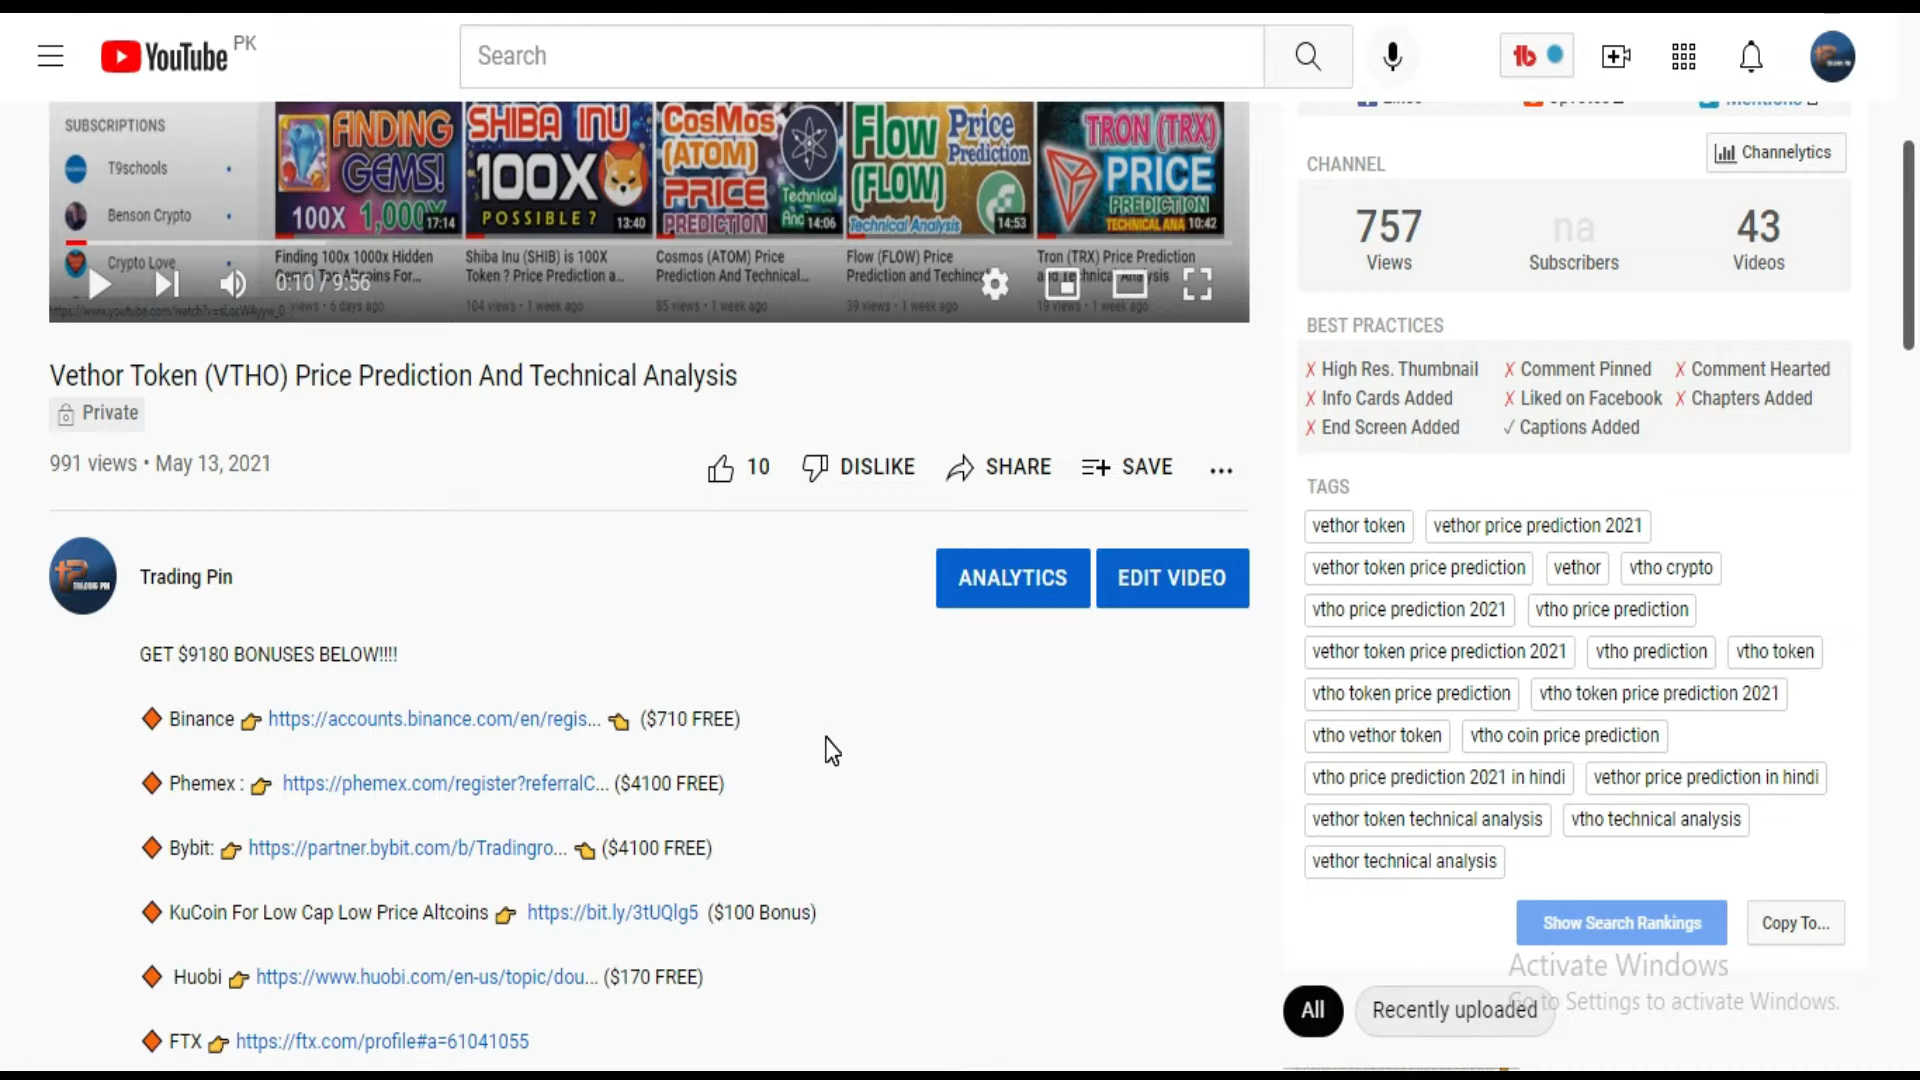 YouTube PK
Search
SUBSCRIPTIONS
T9schools
Benson Crypto
Crypto Love
FINDING GEMS! 100X 1,000X 17:14
SHIBA INU 100X POSSIBLE? 13:40
CosMos (ATOM) PRICE PREDICTION Technical 14:06
Flow (FLOW) Price Prediction Technical Analysis 14:53
TRON (TRX) PRICE PREDICTION TECHNICAL ANA 10:42
Finding 100x 1000x Hidden
Shiba Inu (SHIB) is 100X
Token ? Price Prediction a...
Cosmos (ATOM) Price
Prediction And Technical...
Flow (FLOW) Price
Prediction and
Tron (TRX) Price Prediction
0:10 / 9:56
views • 6 days ago
104 views • 1 week ago
85 views • 1 week ago
39 views • 1 week ago
19 views • 1 week ago
Vethor Token (VTHO) Price Prediction And Technical Analysis
Private
991 views • May 13, 2021
10 DISLIKE SHARE SAVE ...
Trading Pin
ANALYTICS EDIT VIDEO
GET $9180 BONUSES BELOW!!!!
Binance 👉 https://accounts.binance.com/en/regis... 👈 ($710 FREE)
Phemex : 👉 https://phemex.com/register?referralC... ($4100 FREE)
Bybit: 👉 https://partner.bybit.com/b/Tradingro... 👈 ($4100 FREE)
KuCoin For Low Cap Low Price Altcoins 👉 https://bit.ly/3tUQlg5 ($100 Bonus)
Huobi 👉 https://www.huobi.com/en-us/topic/dou... ($170 FREE)
FTX 👉 https://ftx.com/profile#a=61041055
CHANNEL
Channelytics
757 na 43
Views Subscribers Videos
BEST PRACTICES
✗ High Res. Thumbnail ✗ Comment Pinned ✗ Comment Hearted
✗ Info Cards Added ✗ Liked on Facebook ✗ Chapters Added
✗ End Screen Added ✓ Captions Added
TAGS
vethor token vethor price prediction 2021
vethor token price prediction vethor vtho crypto
vtho price prediction 2021 vtho price prediction
vethor token price prediction 2021 vtho prediction vtho token
vtho token price prediction vtho token price prediction 2021
vtho vethor token vtho coin price prediction
vtho price prediction 2021 in hindi vethor price prediction in hindi
vethor token technical analysis vtho technical analysis
vethor technical analysis
Show Search Rankings Copy To...
Activate Windows
Go to Settings to activate Windows.
All Recently uploaded